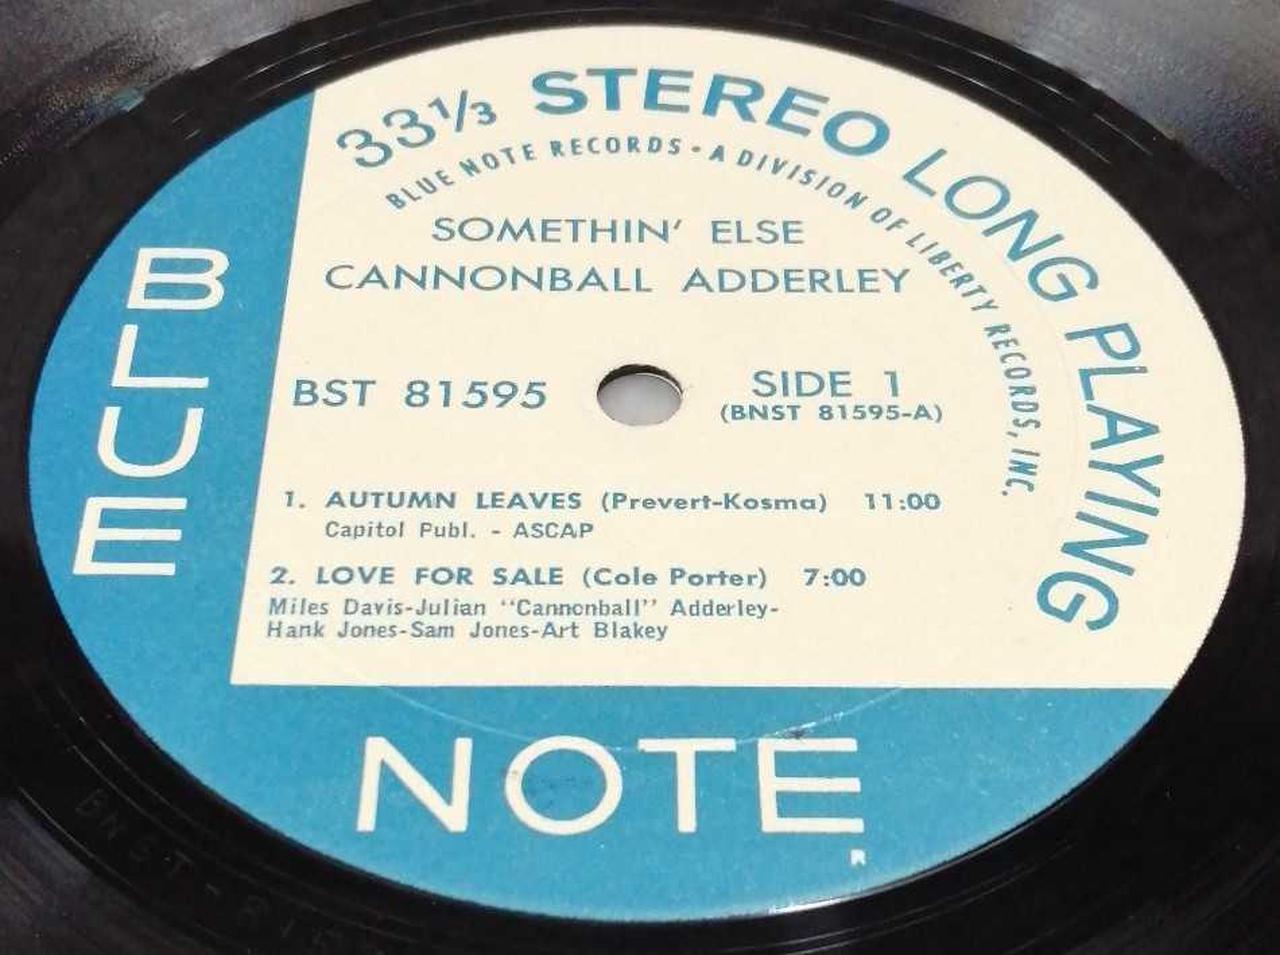 33 1/3 STEREO LONG PLAYING
BLUE NOTE RECORDS · A DIVISION OF LIBERTY RECORDS, INC.
SOMETHIN' ELSE
CANNONBALL ADDERLEY
BST 81595
SIDE 1
(BNST 81595-A)
1. AUTUMN LEAVES (Prevert-Kosma) 11:00
Capitol Publ. - ASCAP
2. LOVE FOR SALE (Cole Porter) 7:00
Miles Davis-Julian "Cannonball" Adderley-
Hank Jones-Sam Jones-Art Blakey
BLUE
NOTE
R